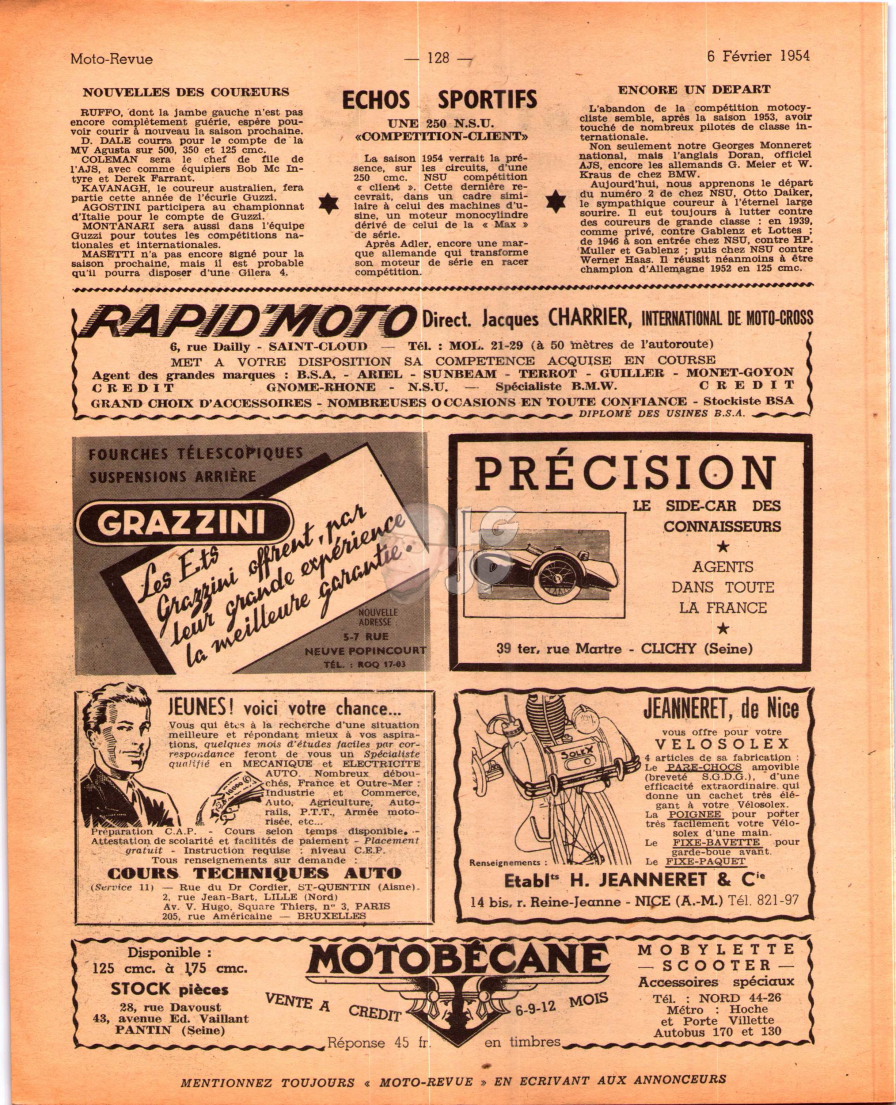 Moto-Revue
— 128 —
6 Février 1954
NOUVELLES DES COUREURS
RUFFO, dont la jambe gauche n'est pas
encore complètement guérie, espère pou-
voir courir à nouveau la saison prochaine.
D. DALE courra pour le compte de la
MV Agusta sur 500, 350 et 125 cmc.
COLEMAN sera le chef de file de
l'AJS, avec comme équipiers Bob Mc In-
tyre et Derek Farrant.
KAVANAGH, le coureur australien, fera
partie cette année de l'écurie Guzzi.
AGOSTINI participera au championnat
d'Italie pour le compte de Guzzi.
MONTANARI sera aussi dans l'équipe
Guzzi pour toutes les compétitions na-
tionales et internationales.
MASETTI n'a pas encore signé pour la
saison prochaine, mais il est probable
qu'il pourra disposer d'une Gilera 4.
ECHOS SPORTIFS
UNE 250 N.S.U.
«COMPETITION-CLIENT»
La saison 1954 verrait la pré-
sence, sur les circuits, d'une
250 cmc. NSU compétition
« client ». Cette dernière re-
cevrait, dans un cadre simi-
laire à celui des machines d'u-
sine, un moteur monocylindre
dérivé de celui de la « Max »
de série.
Après Adler, encore une mar-
que allemande qui transforme
son moteur de série en racer
compétition.
ENCORE UN DEPART
L'abandon de la compétition motocy-
cliste semble, après la saison 1953, avoir
touché de nombreux pilotes de classe in-
ternationale.
Non seulement notre Georges Monneret
national, mais l'anglais Doran, officiel
AJS, encore les allemands G. Meier et W.
Kraus de chez BMW.
Aujourd'hui, nous apprenons le départ
du numéro 2 de chez NSU, Otto Daiker,
le sympathique coureur à l'éternel large
sourire. Il eut toujours à lutter contre
des coureurs de grande classe : en 1939,
comme privé, contre Gablenz et Lottes ;
de 1946 à son entrée chez NSU, contre HP.
Muller et Gablenz ; puis chez NSU contre
Werner Haas. Il réussit néanmoins à être
champion d'Allemagne 1952 en 125 cmc.
RAPID'MOTO Direct. Jacques CHARRIER, INTERNATIONAL DE MOTO-CROSS
6, rue Dailly - SAINT-CLOUD — Tél. : MOL. 21-29 (à 50 mètres de l'autoroute)
MET A VOTRE DISPOSITION SA COMPETENCE ACQUISE EN COURSE
Agent des grandes marques : B.S.A. - ARIEL - SUNBEAM - TERROT - GUILLER - MONET-GOYON
CREDIT GNOME-RHONE - N.S.U. — Spécialiste B.M.W. CREDIT
GRAND CHOIX D'ACCESSOIRES - NOMBREUSES OCCASIONS EN TOUTE CONFIANCE - Stockiste BSA
DIPLOMÉ DES USINES B.S.A.
FOURCHES TÉLESCOPIQUES
SUSPENSIONS ARRIÈRE
GRAZZINI
Les Ets
Grazzini offrent, par
leur grande expérience
la meilleure garantie.
NOUVELLE
ADRESSE :
5-7 RUE
NEUVE POPINCOURT
TÉL. : ROQ 17-03
PRÉCISION
LE SIDE-CAR DES
CONNAISSEURS
AGENTS
DANS TOUTE
LA FRANCE
39 ter, rue Martre - CLICHY (Seine)
JEUNES! voici votre chance...
Vous qui êtes à la recherche d'une situation
meilleure et répondant mieux à vos aspira-
tions, quelques mois d'études faciles par cor-
respondance feront de vous un Spécialiste
qualifié en MECANIQUE et ELECTRICITE
AUTO. Nombreux débou-
chés, France et Outre-Mer :
Industrie et Commerce,
Auto, Agriculture, Auto-
rails, P.T.T., Armée moto-
risée, etc...
Préparation C.A.P. - Cours selon temps disponible. -
Attestation de scolarité et facilités de paiement - Placement
gratuit - Instruction requise : niveau C.E.P.
Tous renseignements sur demande :
COURS TECHNIQUES AUTO
(Service 11) — Rue du Dr Cordier, ST-QUENTIN (Aisne).
2, rue Jean-Bart, LILLE (Nord)
Av. V. Hugo, Square Thiers, n° 3, PARIS
205, rue Américaine — BRUXELLES
SOLEX
JEANNERET, de Nice
vous offre pour votre
VELOSOLEX
4 articles de sa fabrication :
Le PARE-CHOCS amovible
(breveté S.G.D.G.), d'une
efficacité extraordinaire qui
donne un cachet très élé-
gant à votre Vélosolex.
La POIGNEE pour porter
très facilement votre Vélo-
solex d'une main.
Le FIXE-BAVETTE pour
garde-boue avant.
Le FIXE-PAQUET
Renseignements :
Etablts H. JEANNERET & Cie
14 bis, r. Reine-Jeanne - NICE (A.-M.) Tél. 821-97
Disponible :
125 cmc. à 175 cmc.
STOCK pièces
28, rue Davoust
43, avenue Ed. Vaillant
PANTIN (Seine)
MOTOBÉCANE
VENTE A CREDIT 6-9-12 MOIS
Réponse 45 fr. en timbres
MOBYLETTE
— SCOOTER —
Accessoires spéciaux
Tél. : NORD 44-26
Métro : Hoche
et Porte Villette
Autobus 170 et 130
MENTIONNEZ TOUJOURS « MOTO-REVUE » EN ECRIVANT AUX ANNONCEURS